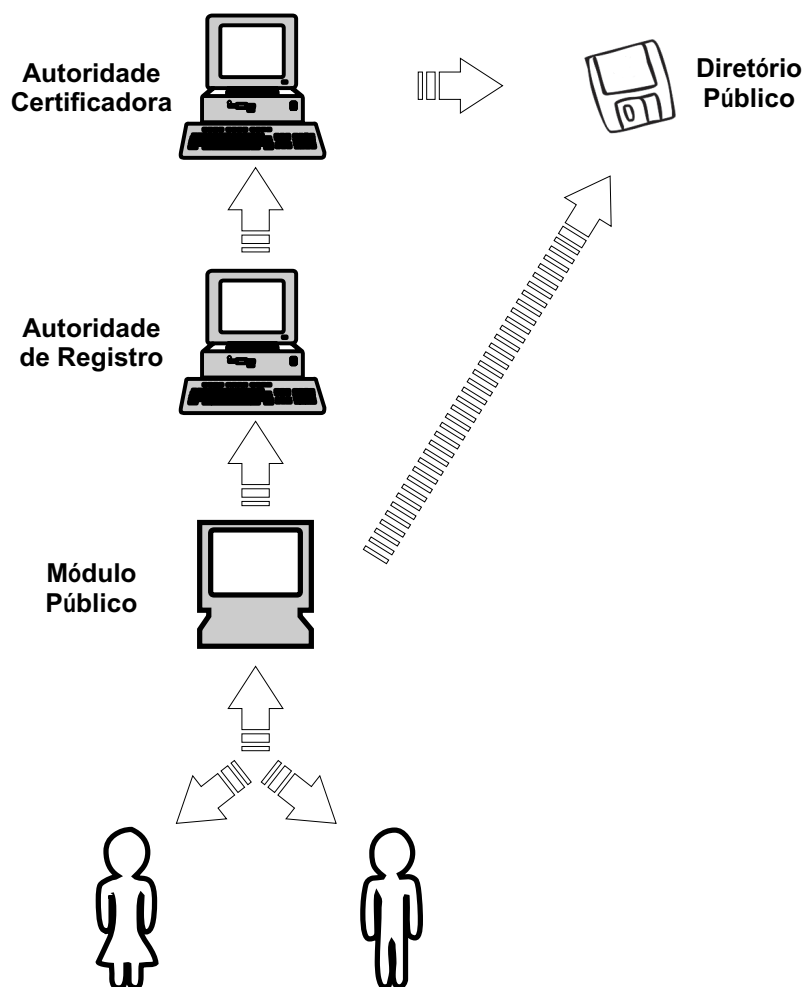 Autoridade
Certificadora
Diretório
Público
Autoridade
de Registro
Módulo
Público